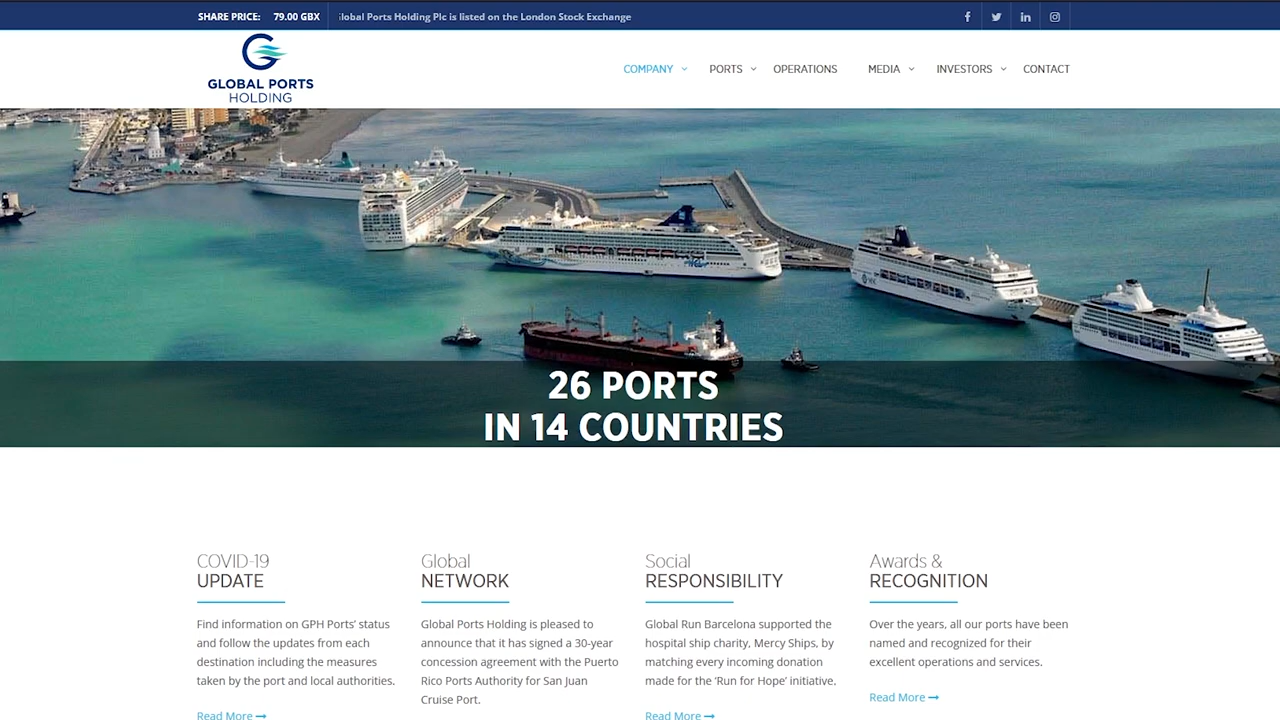 SHARE PRICE: 79.00 GBX
Global Ports Holding Plc is listed on the London Stock Exchange
GLOBAL PORTS
HOLDING
COMPANY PORTS OPERATIONS MEDIA INVESTORS CONTACT
26 PORTS
IN 14 COUNTRIES
COVID-19
UPDATE
Find information on GPH Ports’ status
and follow the updates from each
destination including the measures
taken by the port and local authorities.
Read More
Global
NETWORK
Global Ports Holding is pleased to
announce that it has signed a 30-year
concession agreement with the Puerto
Rico Ports Authority for San Juan
Cruise Port.
Social
RESPONSIBILITY
Global Run Barcelona supported the
hospital ship charity, Mercy Ships, by
matching every incoming donation
made for the ‘Run for Hope’ initiative.
Read More
Awards &
RECOGNITION
Over the years, all our ports have been
named and recognized for their
excellent operations and services.
Read More